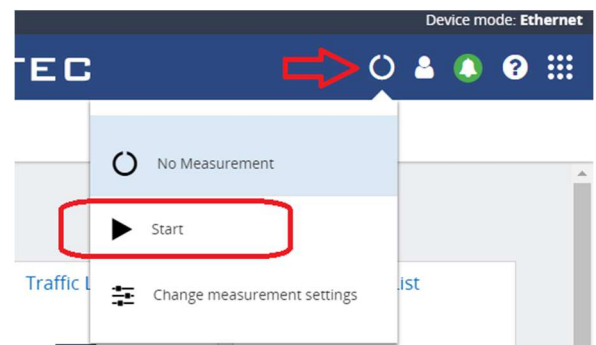 Device mode: Ethernet
TEC
No Measurement
Start
Traffic L
ist
Change measurement settings